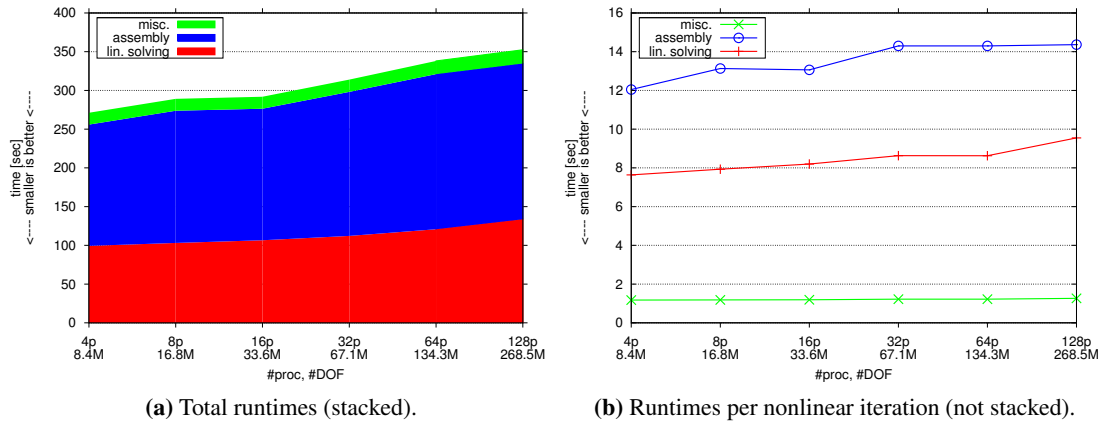 400
350
300
250
200
150
100
50
0
time [sec]
<---- smaller is better <----
misc.
assembly
lin. solving
4p 8p 16p 32p 64p 128p
8.4M 16.8M 33.6M 67.1M 134.3M 268.5M
#proc, #DOF
(a) Total runtimes (stacked).
16
14
12
10
8
6
4
2
0
time [sec]
<---- smaller is better <----
misc.
assembly
lin. solving
4p 8p 16p 32p 64p 128p
8.4M 16.8M 33.6M 67.1M 134.3M 268.5M
#proc, #DOF
(b) Runtimes per nonlinear iteration (not stacked).